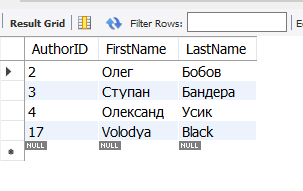 Result Grid Filter Rows:
AuthorID FirstName LastName
2 Олег Бобов
3 Ступан Бандера
4 Олександ Усик
17 Volodya Black
NULL NULL NULL